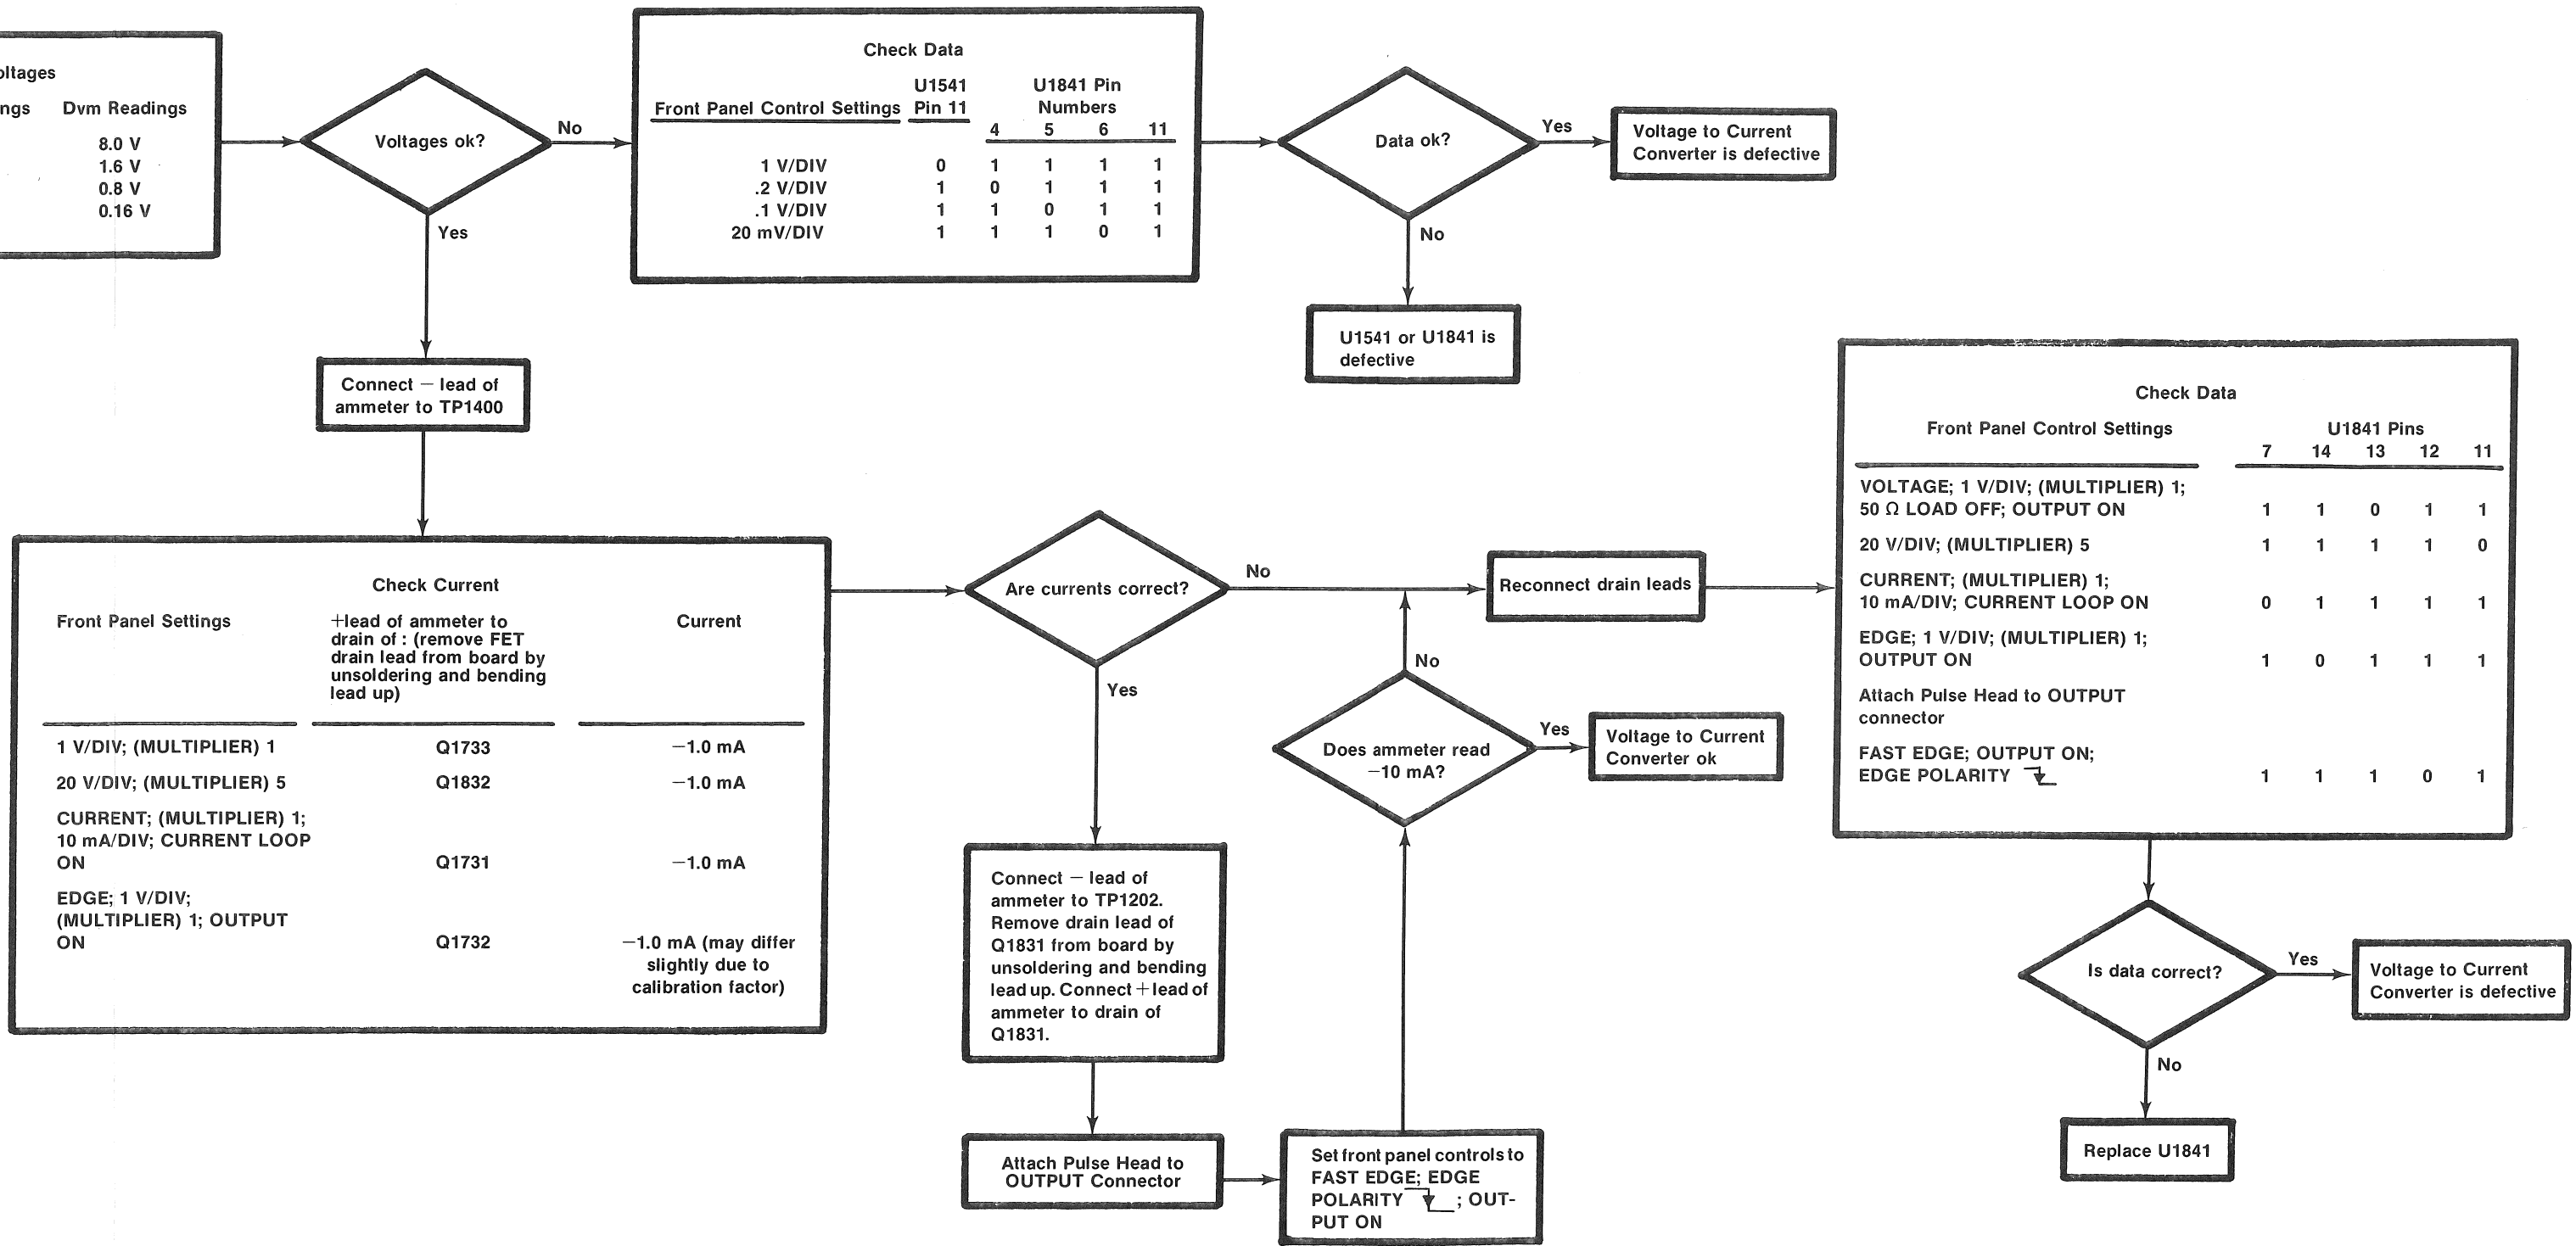 Dvm Readings
8.0 V
1.6 V
0.8 V
0.16 V
Voltages ok?
No
Yes
Check Data
U1541 U1841 Pin
Front Panel Control Settings Pin 11 Numbers
4 5 6 11
1 V/DIV 0 1 1 1 1
.2 V/DIV 1 0 1 1 1
.1 V/DIV 1 1 0 1 1
20 mV/DIV 1 1 1 0 1
Data ok?
Yes
Voltage to Current
Converter is defective
No
U1541 or U1841 is
defective
Connect — lead of
ammeter to TP1400
Check Current
Front Panel Settings
+lead of ammeter to
drain of : (remove FET
drain lead from board by
unsoldering and bending
lead up)
Current
1 V/DIV; (MULTIPLIER) 1 Q1733 —1.0 mA
20 V/DIV; (MULTIPLIER) 5 Q1832 —1.0 mA
CURRENT; (MULTIPLIER) 1;
10 mA/DIV; CURRENT LOOP
ON Q1731 —1.0 mA
EDGE; 1 V/DIV;
(MULTIPLIER) 1; OUTPUT
ON Q1732 —1.0 mA (may differ
slightly due to
calibration factor)
Are currents correct?
No
Yes
Connect — lead of
ammeter to TP1202.
Remove drain lead of
Q1831 from board by
unsoldering and bending
lead up. Connect +lead of
ammeter to drain of
Q1831.
Attach Pulse Head to
OUTPUT Connector
Set front panel controls to
FAST EDGE; EDGE
POLARITY ; OUT-
PUT ON
Does ammeter read
—10 mA?
No
Yes
Voltage to Current
Converter ok
Reconnect drain leads
Check Data
Front Panel Control Settings U1841 Pins
7 14 13 12 11
VOLTAGE; 1 V/DIV; (MULTIPLIER) 1;
50 Ω LOAD OFF; OUTPUT ON 1 1 0 1 1
20 V/DIV; (MULTIPLIER) 5 1 1 1 1 0
CURRENT; (MULTIPLIER) 1;
10 mA/DIV; CURRENT LOOP ON 0 1 1 1 1
EDGE; 1 V/DIV; (MULTIPLIER) 1;
OUTPUT ON 1 0 1 1 1
Attach Pulse Head to OUTPUT
connector
FAST EDGE; OUTPUT ON;
EDGE POLARITY 1 1 1 0 1
Is data correct?
Yes
Voltage to Current
Converter is defective
No
Replace U1841